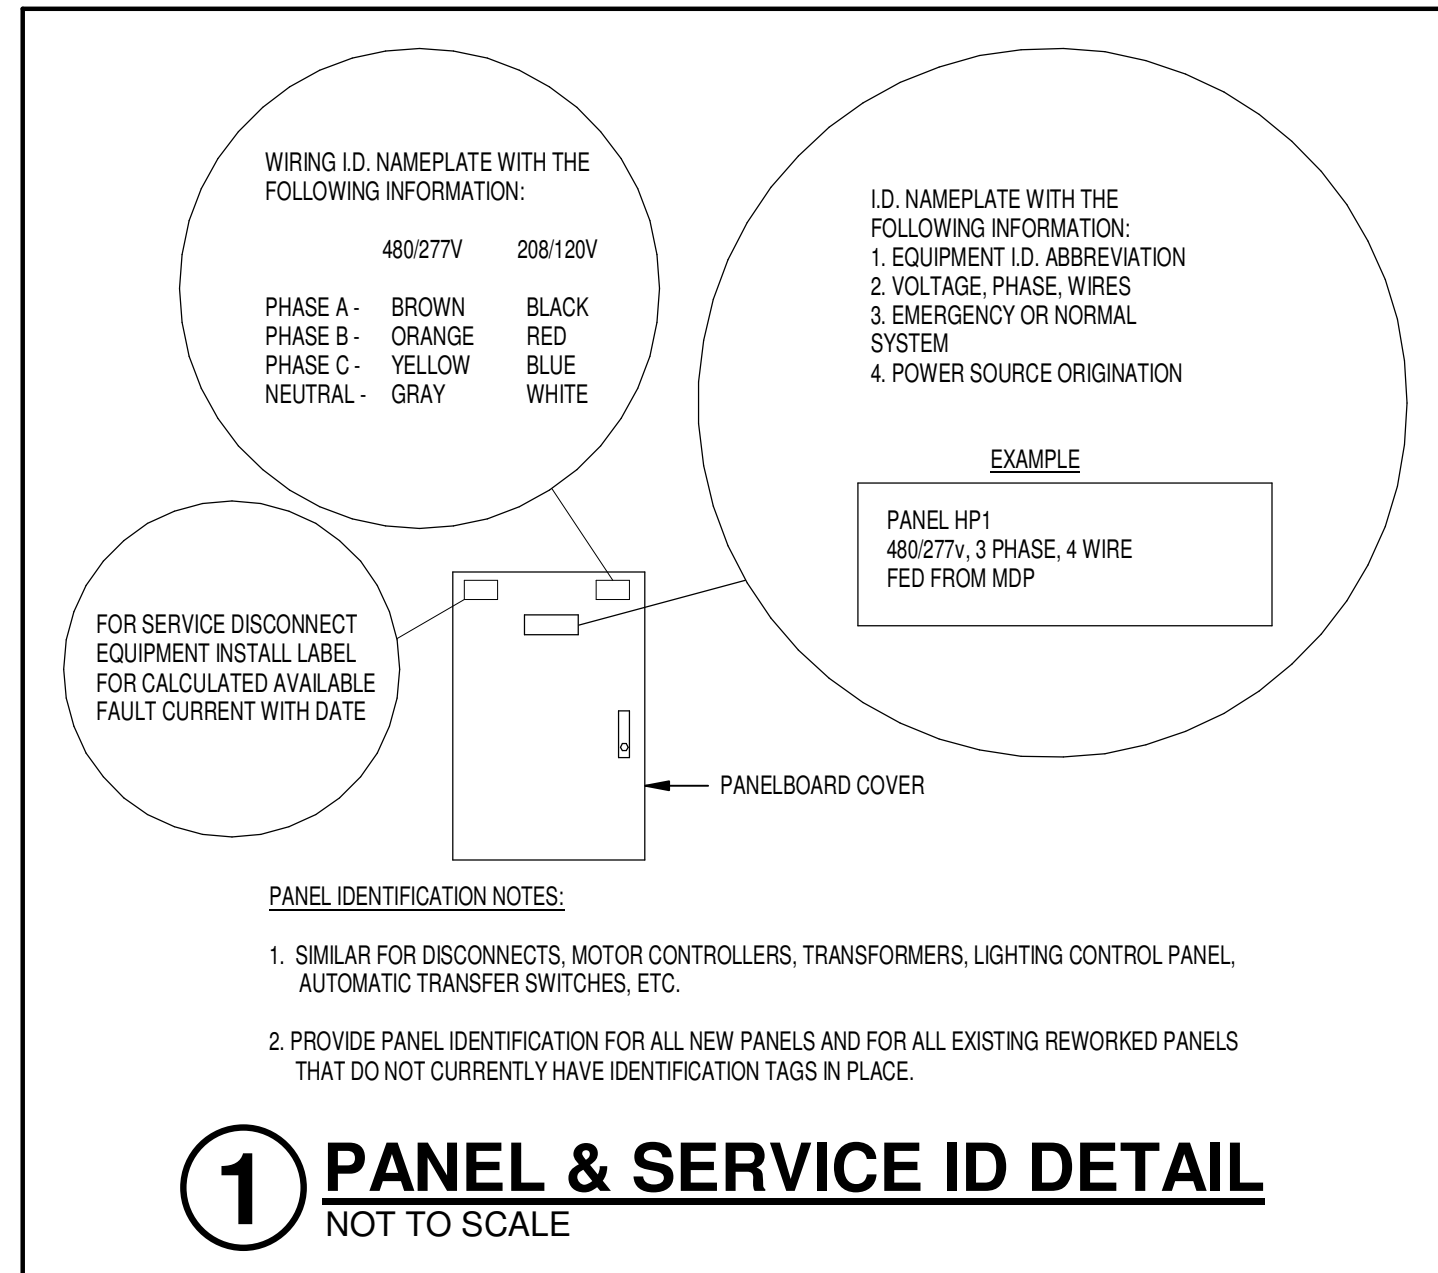 WIRING I.D. NAMEPLATE WITH THE
FOLLOWING INFORMATION:
480/277V 208/120V
PHASE A - BROWN BLACK
PHASE B - ORANGE RED
PHASE C - YELLOW BLUE
NEUTRAL - GRAY WHITE
I.D. NAMEPLATE WITH THE
FOLLOWING INFORMATION:
1. EQUIPMENT I.D. ABBREVIATION
2. VOLTAGE, PHASE, WIRES
3. EMERGENCY OR NORMAL
SYSTEM
4. POWER SOURCE ORIGINATION
EXAMPLE
PANEL HP1
480/277v, 3 PHASE, 4 WIRE
FED FROM MDP
FOR SERVICE DISCONNECT
EQUIPMENT INSTALL LABEL
FOR CALCULATED AVAILABLE
FAULT CURRENT WITH DATE
PANELBOARD COVER
PANEL IDENTIFICATION NOTES:
1. SIMILAR FOR DISCONNECTS, MOTOR CONTROLLERS, TRANSFORMERS, LIGHTING CONTROL PANEL,
AUTOMATIC TRANSFER SWITCHES, ETC.
2. PROVIDE PANEL IDENTIFICATION FOR ALL NEW PANELS AND FOR ALL EXISTING REWORKED PANELS
THAT DO NOT CURRENTLY HAVE IDENTIFICATION TAGS IN PLACE.
1 PANEL & SERVICE ID DETAIL
NOT TO SCALE